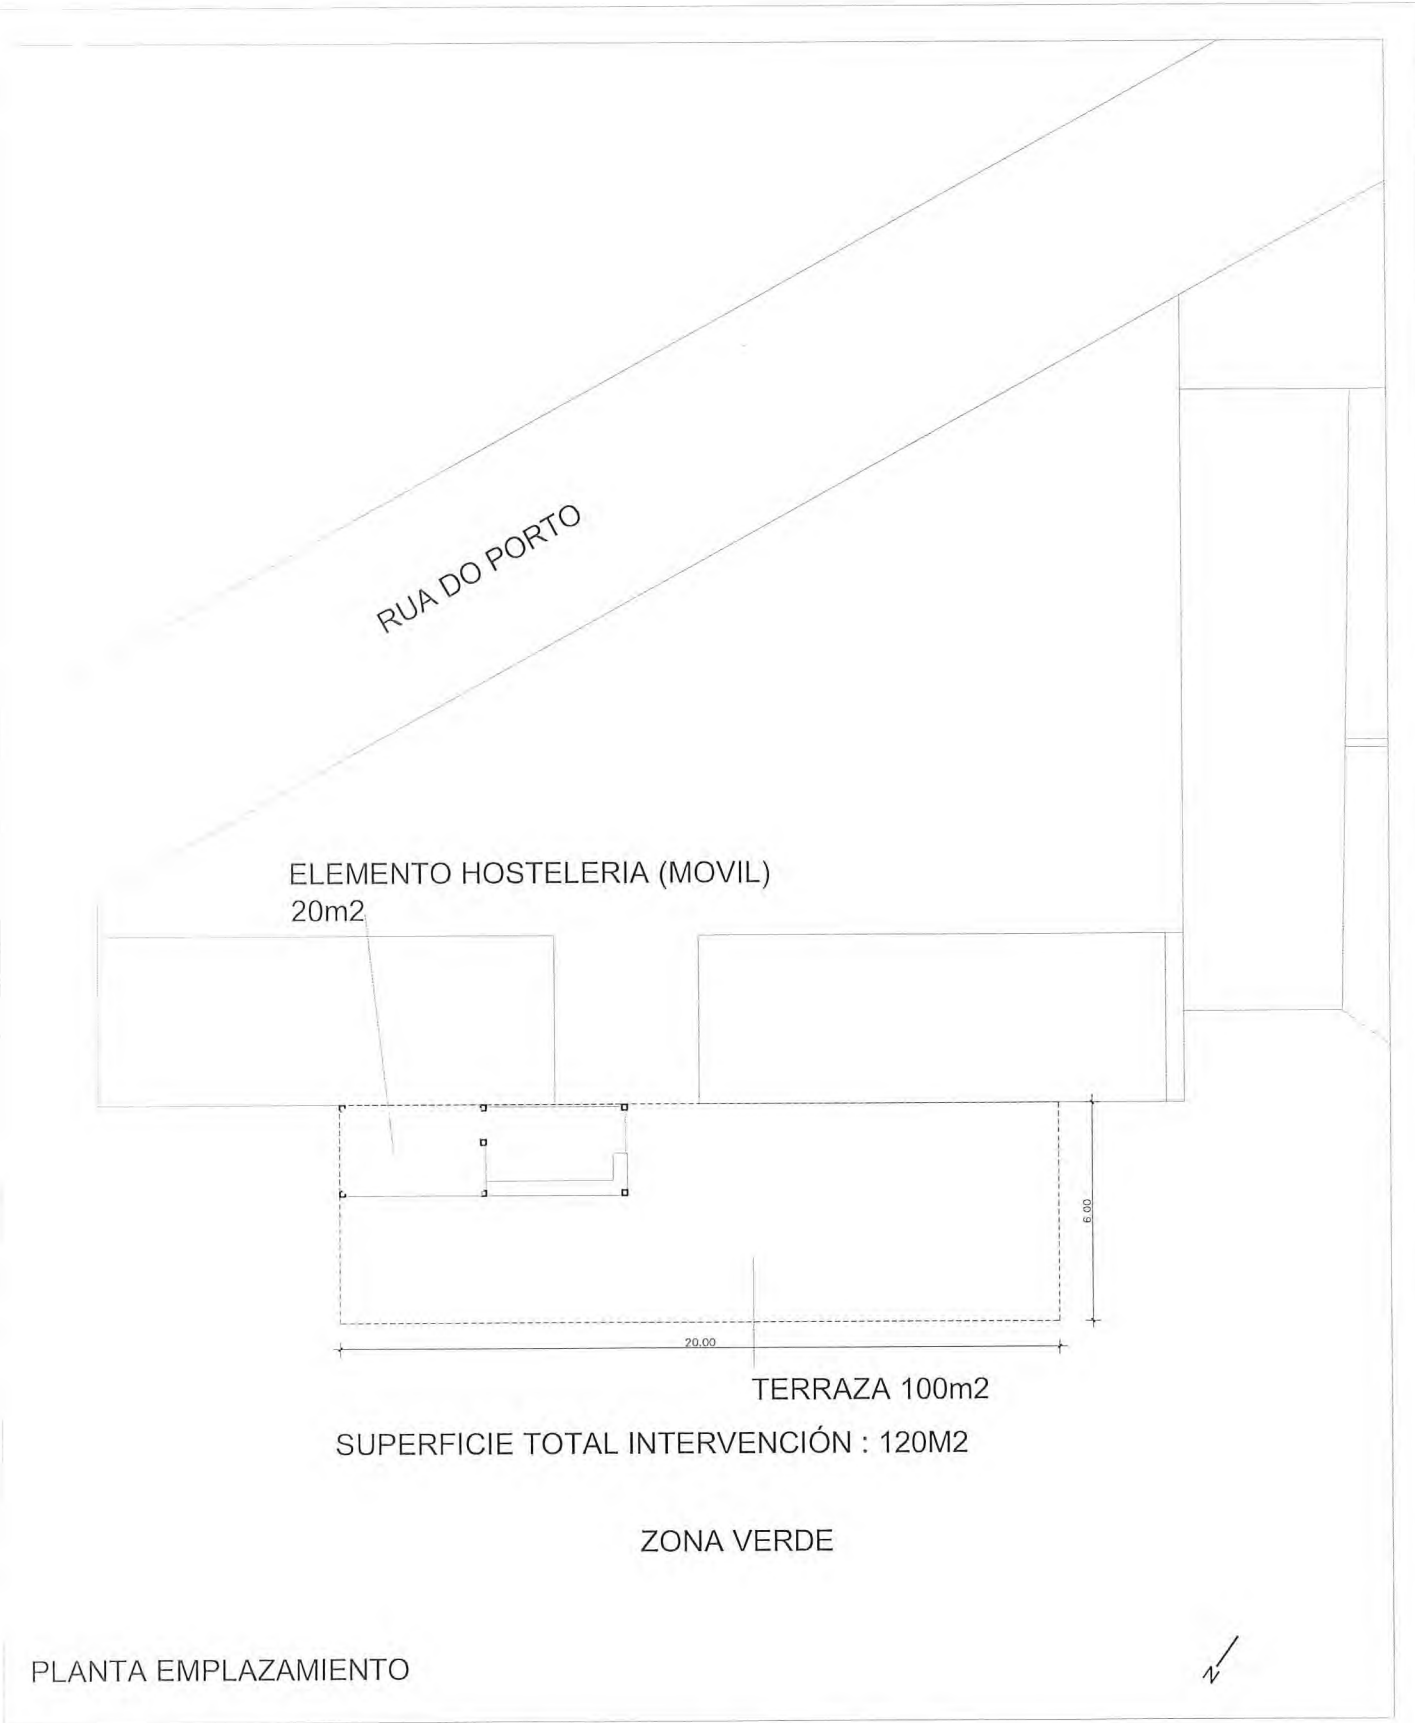 RUA DO PORTO
ELEMENTO HOSTELERIA (MOVIL)
20m2
6.00
20.00
TERRAZA 100m2
SUPERFICIE TOTAL INTERVENCIÓN : 120M2
ZONA VERDE
PLANTA EMPLAZAMIENTO
N